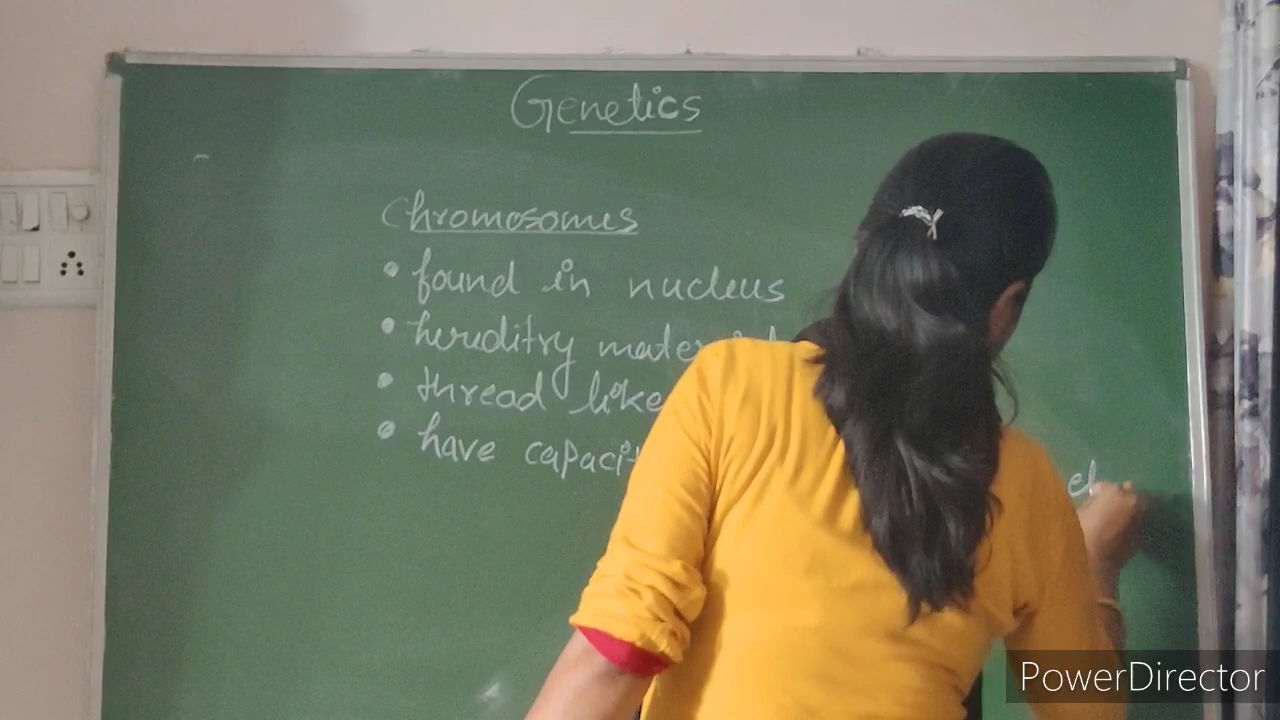 Genetics
Chromosomes
• found in nucleus
• hereditry
• thread like
• have
PowerDirector